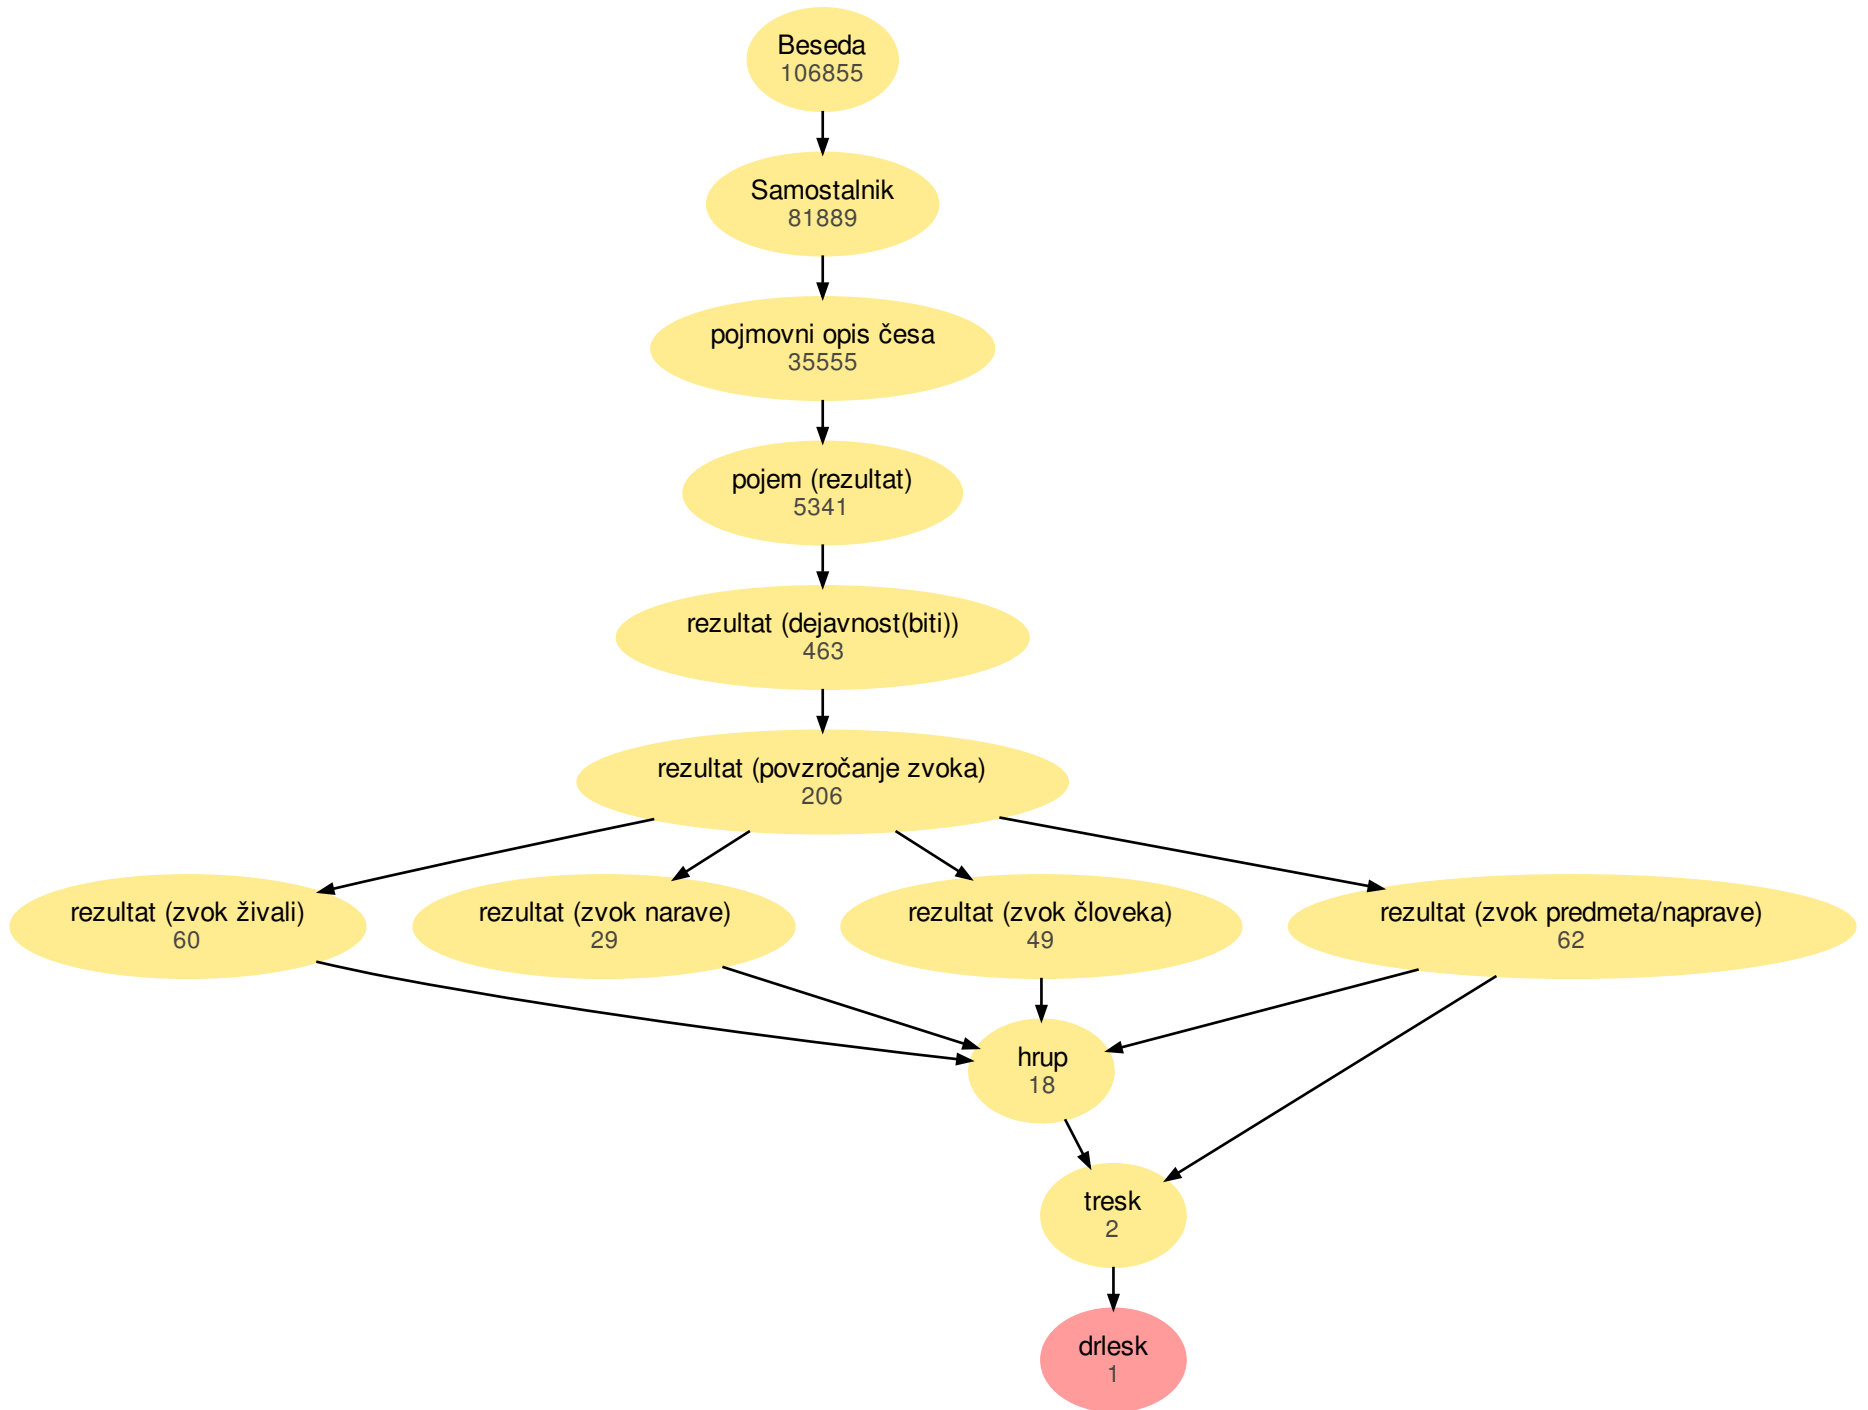 Beseda
106855
Samostalnik
81889
pojmovni opis česa
35555
pojem (rezultat)
5341
rezultat (dejavnost(biti))
463
rezultat (povzročanje zvoka)
206
rezultat (zvok živali)
60
rezultat (zvok narave)
29
rezultat (zvok človeka)
49
rezultat (zvok predmeta/naprave)
62
hrup
18
tresk
2
drlesk
1